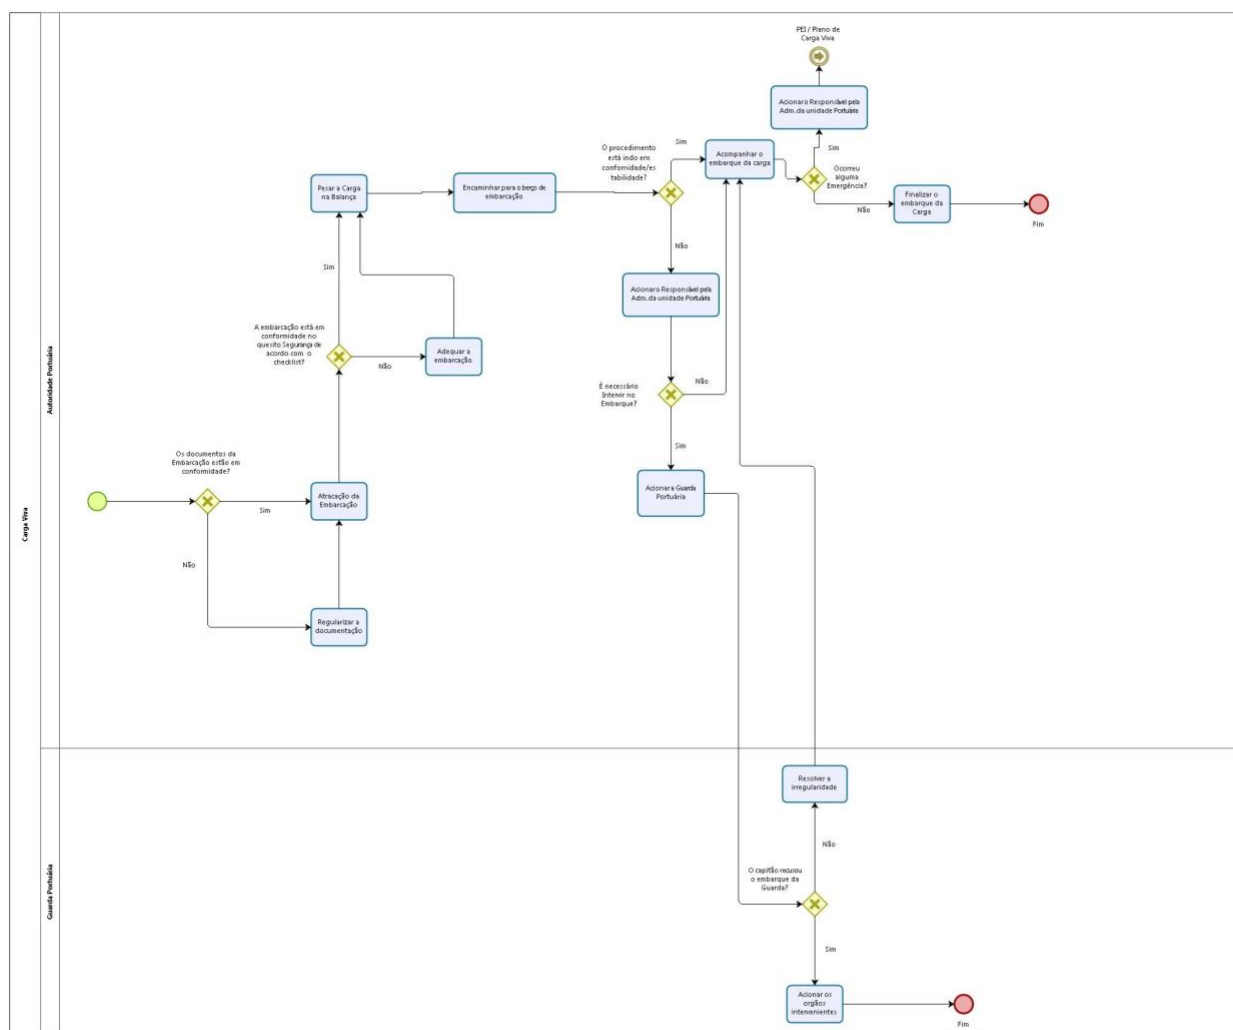 Carga Viva
Autoridade Portuária
Guarda Portuária
Os documentos da
Embarcação estão em
conformidade?
Sim
Não
Atracação da
Embarcação
Regularizar a
documentação
A embarcação está em
conformidade no
quesito Segurança de
acordo com o
checklist?
Sim
Não
Adequar a
embarcação
Pesar a Carga
na Balança
Encaminhar para o berço de
embarcação
O procedimento
está indo em
conformidade/es
tabilidade?
Sim
Não
Acionar o Responsável pela
Adm. da unidade Portuária
É necessário
Intervir no
Embarque?
Não
Sim
Acionar a Guarda
Portuária
Acompanhar o
embarque da carga
Ocorreu
alguma
Emergência?
Sim
Não
Acionar o Responsável pela
Adm. da unidade Portuária
PEI / Plano de
Carga Viva
Finalizar o
embarque da
Carga
Fim
O capitão recusou
o embarque da
Guarda?
Não
Resolver a
irregularidade
Sim
Acionar os
orgãos
intervenientes
Fim